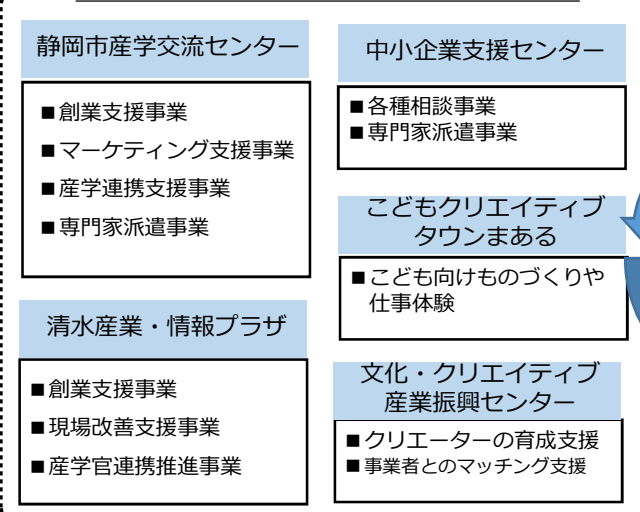 静岡市産学交流センター
■創業支援事業
■マーケティング支援事業
■産学連携支援事業
■専門家派遣事業
清水産業・情報プラザ
■創業支援事業
■現場改善支援事業
■産学官連携推進事業
中小企業支援センター
■各種相談事業
■専門家派遣事業
こどもクリエイティブ
タウンまある
■こども向けものづくりや
仕事体験
文化・クリエイティブ
産業振興センター
■クリエーターの育成支援
■事業者とのマッチング支援